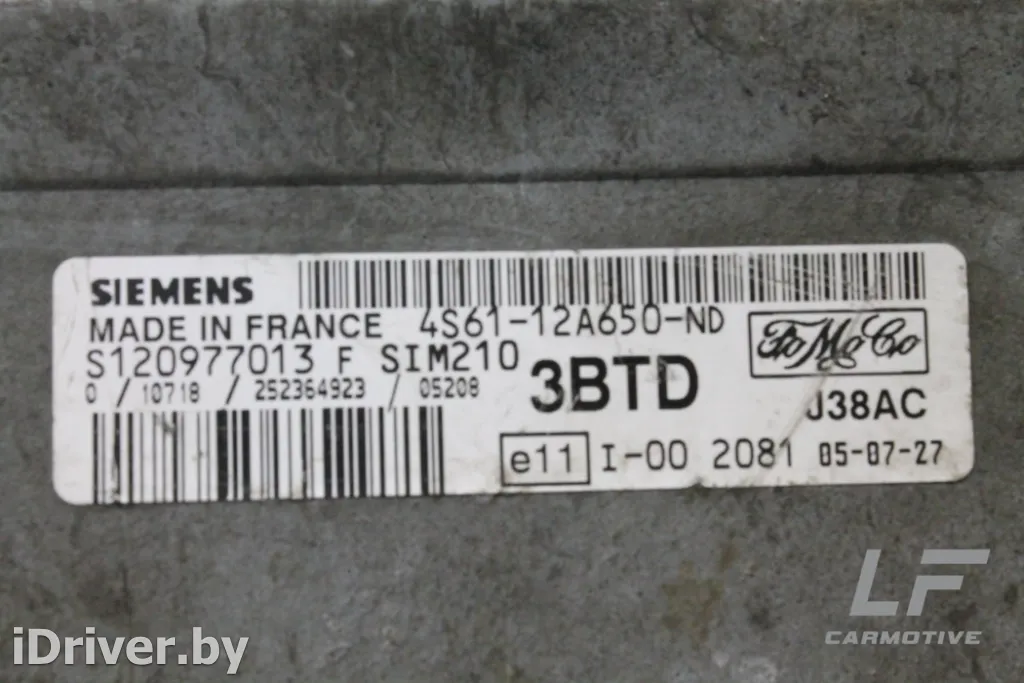 SIEMENS
MADE IN FRANCE 4S61-12A650-ND
S120977013 F SIM210
0 / 10718 / 252364923 / 05208
3BTD
FoMoCo
J38AC
e11 I-00 2081 05-07-27
LF
CARMOTIVE
iDriver.by